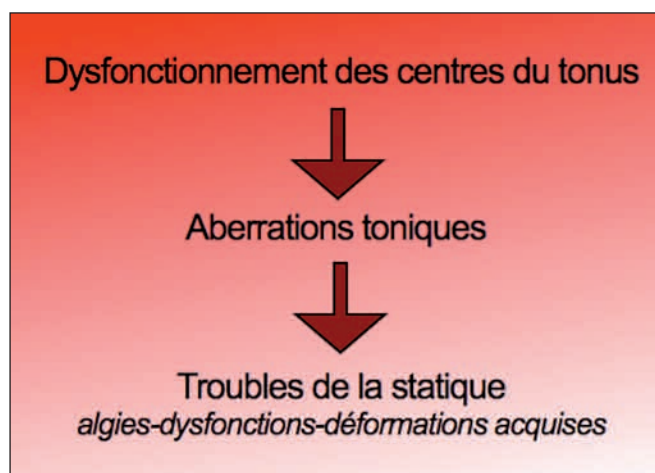 Dysfonctionnement des centres du tonus
Aberrations toniques
Troubles de la statique
algies-dysfonctions-déformations acquises